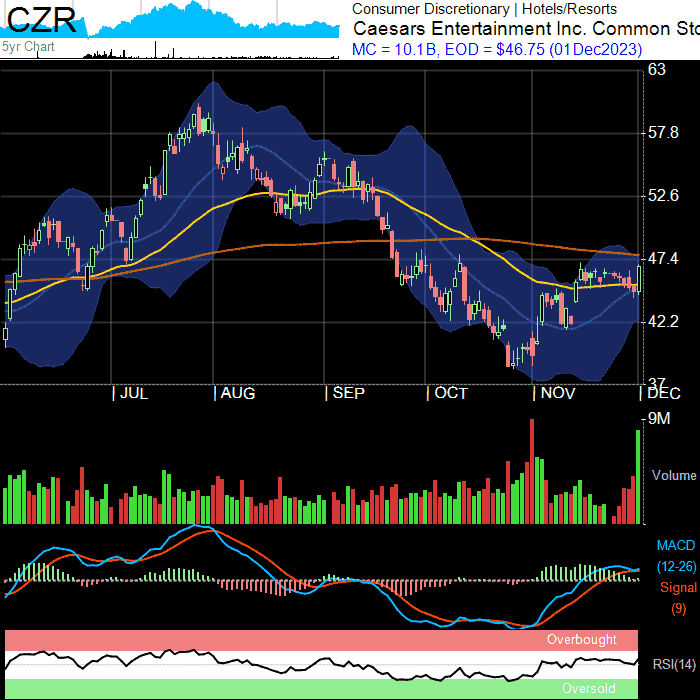 CZR
5yr Chart
Consumer Discretionary | Hotels/Resorts
Caesars Entertainment Inc. Common Sto
MC = 10.1B, EOD = $46.75 (01Dec2023)
63
57.8
52.6
47.4
42.2
37
JUL AUG SEP OCT NOV DEC
9M
Volume
MACD
(12-26)
Signal
(9)
Overbought
RSI(14)
Oversold